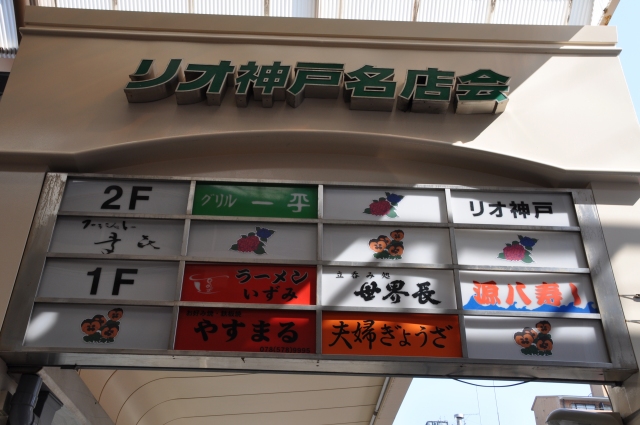 リオ神戸名店会
2F
グリル 一平
リオ神戸
1F
ラーメン
いずみ
立呑み処
世界長
源八寿し
やすまる
夫婦ぎょうざ